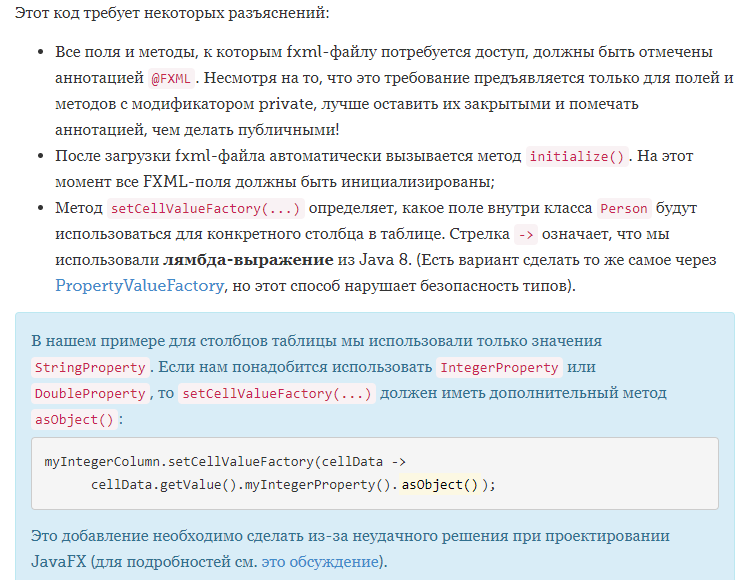 Этот код требует некоторых разъяснений:
• Все поля и методы, к которым fxml-файлу потребуется доступ, должны быть отмечены
аннотацией @FXML. Несмотря на то, что это требование предъявляется только для полей и
методов с модификатором private, лучше оставить их закрытыми и помечать
аннотацией, чем делать публичными!
• После загрузки fxml-файла автоматически вызывается метод initialize(). На этот
момент все FXML-поля должны быть инициализированы;
• Метод setCellValueFactory(...) определяет, какое поле внутри класса Person будут
использоваться для конкретного столбца в таблице. Стрелка -> означает, что мы
использовали лямбда-выражение из Java 8. (Есть вариант сделать то же самое через
PropertyValueFactory, но этот способ нарушает безопасность типов).
В нашем примере для столбцов таблицы мы использовали только значения
StringProperty. Если нам понадобится использовать IntegerProperty или
DoubleProperty, то setCellValueFactory(...) должен иметь дополнительный метод
asObject():
myIntegerColumn.setCellValueFactory(cellData ->
cellData.getValue().myIntegerProperty().asObject());
Это добавление необходимо сделать из-за неудачного решения при проектировании
JavaFX (для подробностей см. это обсуждение).